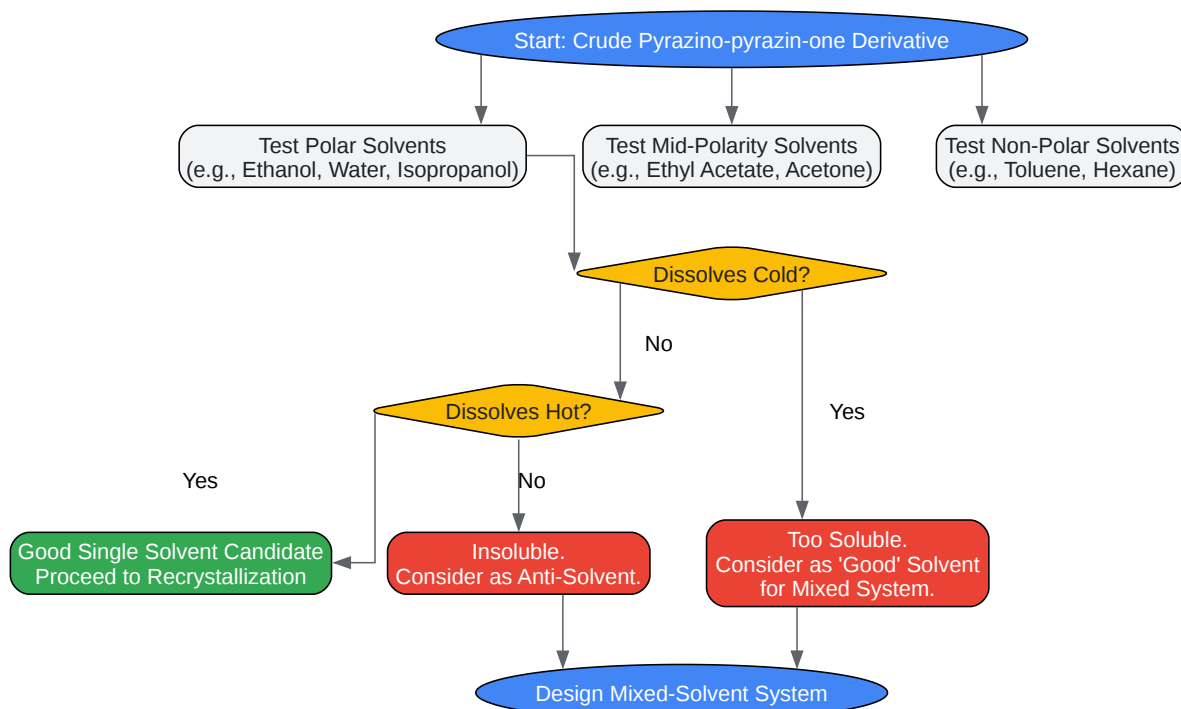 Start: Crude Pyrazino-pyrazin-one Derivative
Test Polar Solvents
(e.g., Ethanol, Water, Isopropanol)
Test Mid-Polarity Solvents
(e.g., Ethyl Acetate, Acetone)
Test Non-Polar Solvents
(e.g., Toluene, Hexane)
Dissolves Cold?
No
Dissolves Hot?
Yes
Yes
No
Good Single Solvent Candidate
Proceed to Recrystallization
Insoluble.
Consider as Anti-Solvent.
Too Soluble.
Consider as 'Good' Solvent
for Mixed System.
Design Mixed-Solvent System